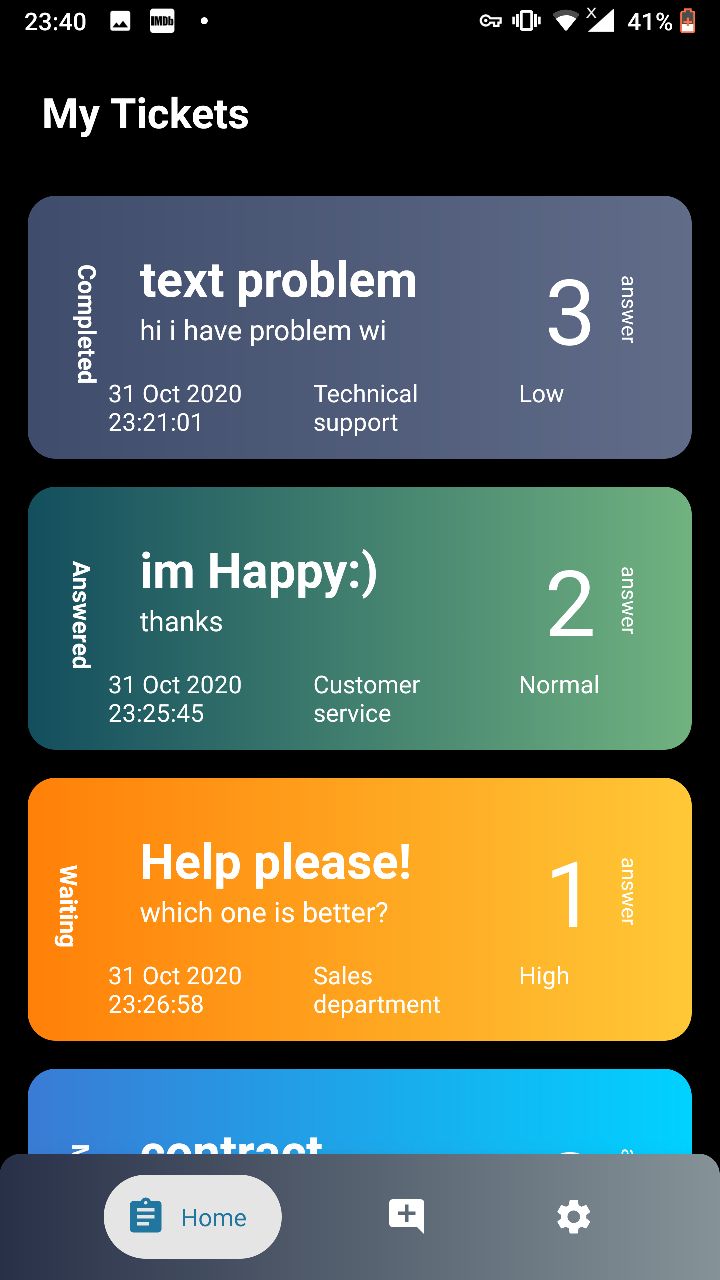 23:40 IMDb 41%
My Tickets
Completed
text problem
hi i have problem wi
3 answer
31 Oct 2020 Technical Low
23:21:01 support
Answered
im Happy:)
thanks
2 answer
31 Oct 2020 Customer Normal
23:25:45 service
Waiting
Help please!
which one is better?
1 answer
31 Oct 2020 Sales High
23:26:58 department
contract
Home